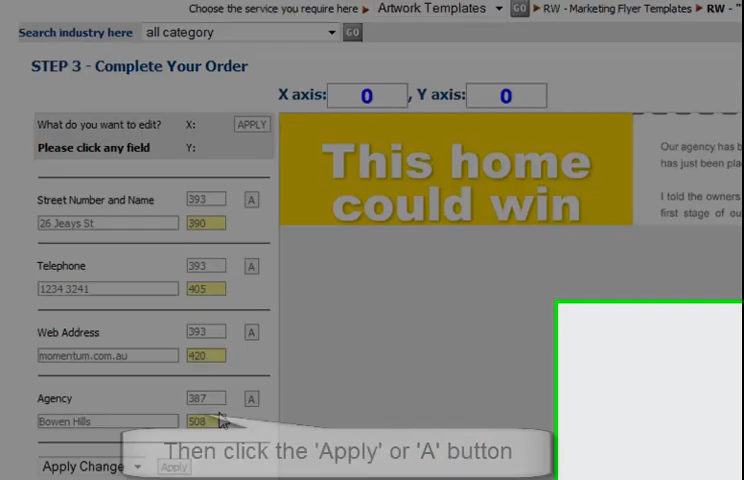 Choose the service you require here ▸ Artwork Templates GO ▸ RW - Marketing Flyer Templates ▸ RW - "
Search industry here all category GO
STEP 3 - Complete Your Order
X axis: 0 , Y axis: 0
What do you want to edit? X: APPLY
Please click any field Y:
This home
could win
Our agency has b
has just been pla
I told the owners
first stage of ou
Street Number and Name 393 A
26 Jeays St 390
Telephone 393 A
1234 3241 405
Web Address 393 A
momentum.com.au 420
Agency 387 A
Bowen Hills 508
Then click the 'Apply' or 'A' button
Apply Change Apply